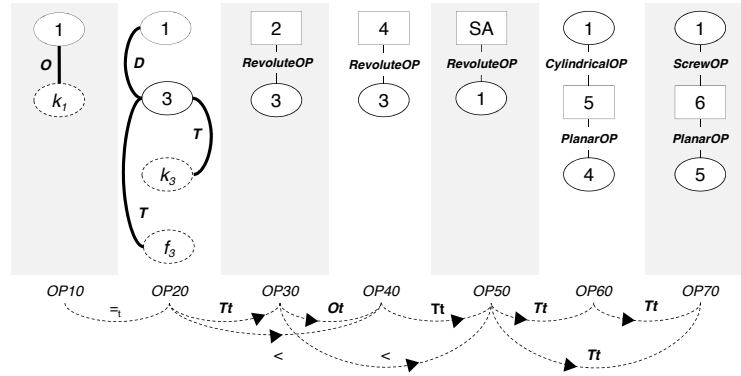 1 1 2 4 SA 1 1
O D RevoluteOP RevoluteOP RevoluteOP CylindricalOP ScrewOP
k1 3 3 3 1 5 6
T PlanarOP PlanarOP
k3 4 5
T
f3
OP10 OP20 OP30 OP40 OP50 OP60 OP70
=t Tt Ot Tt Tt Tt
< < Tt